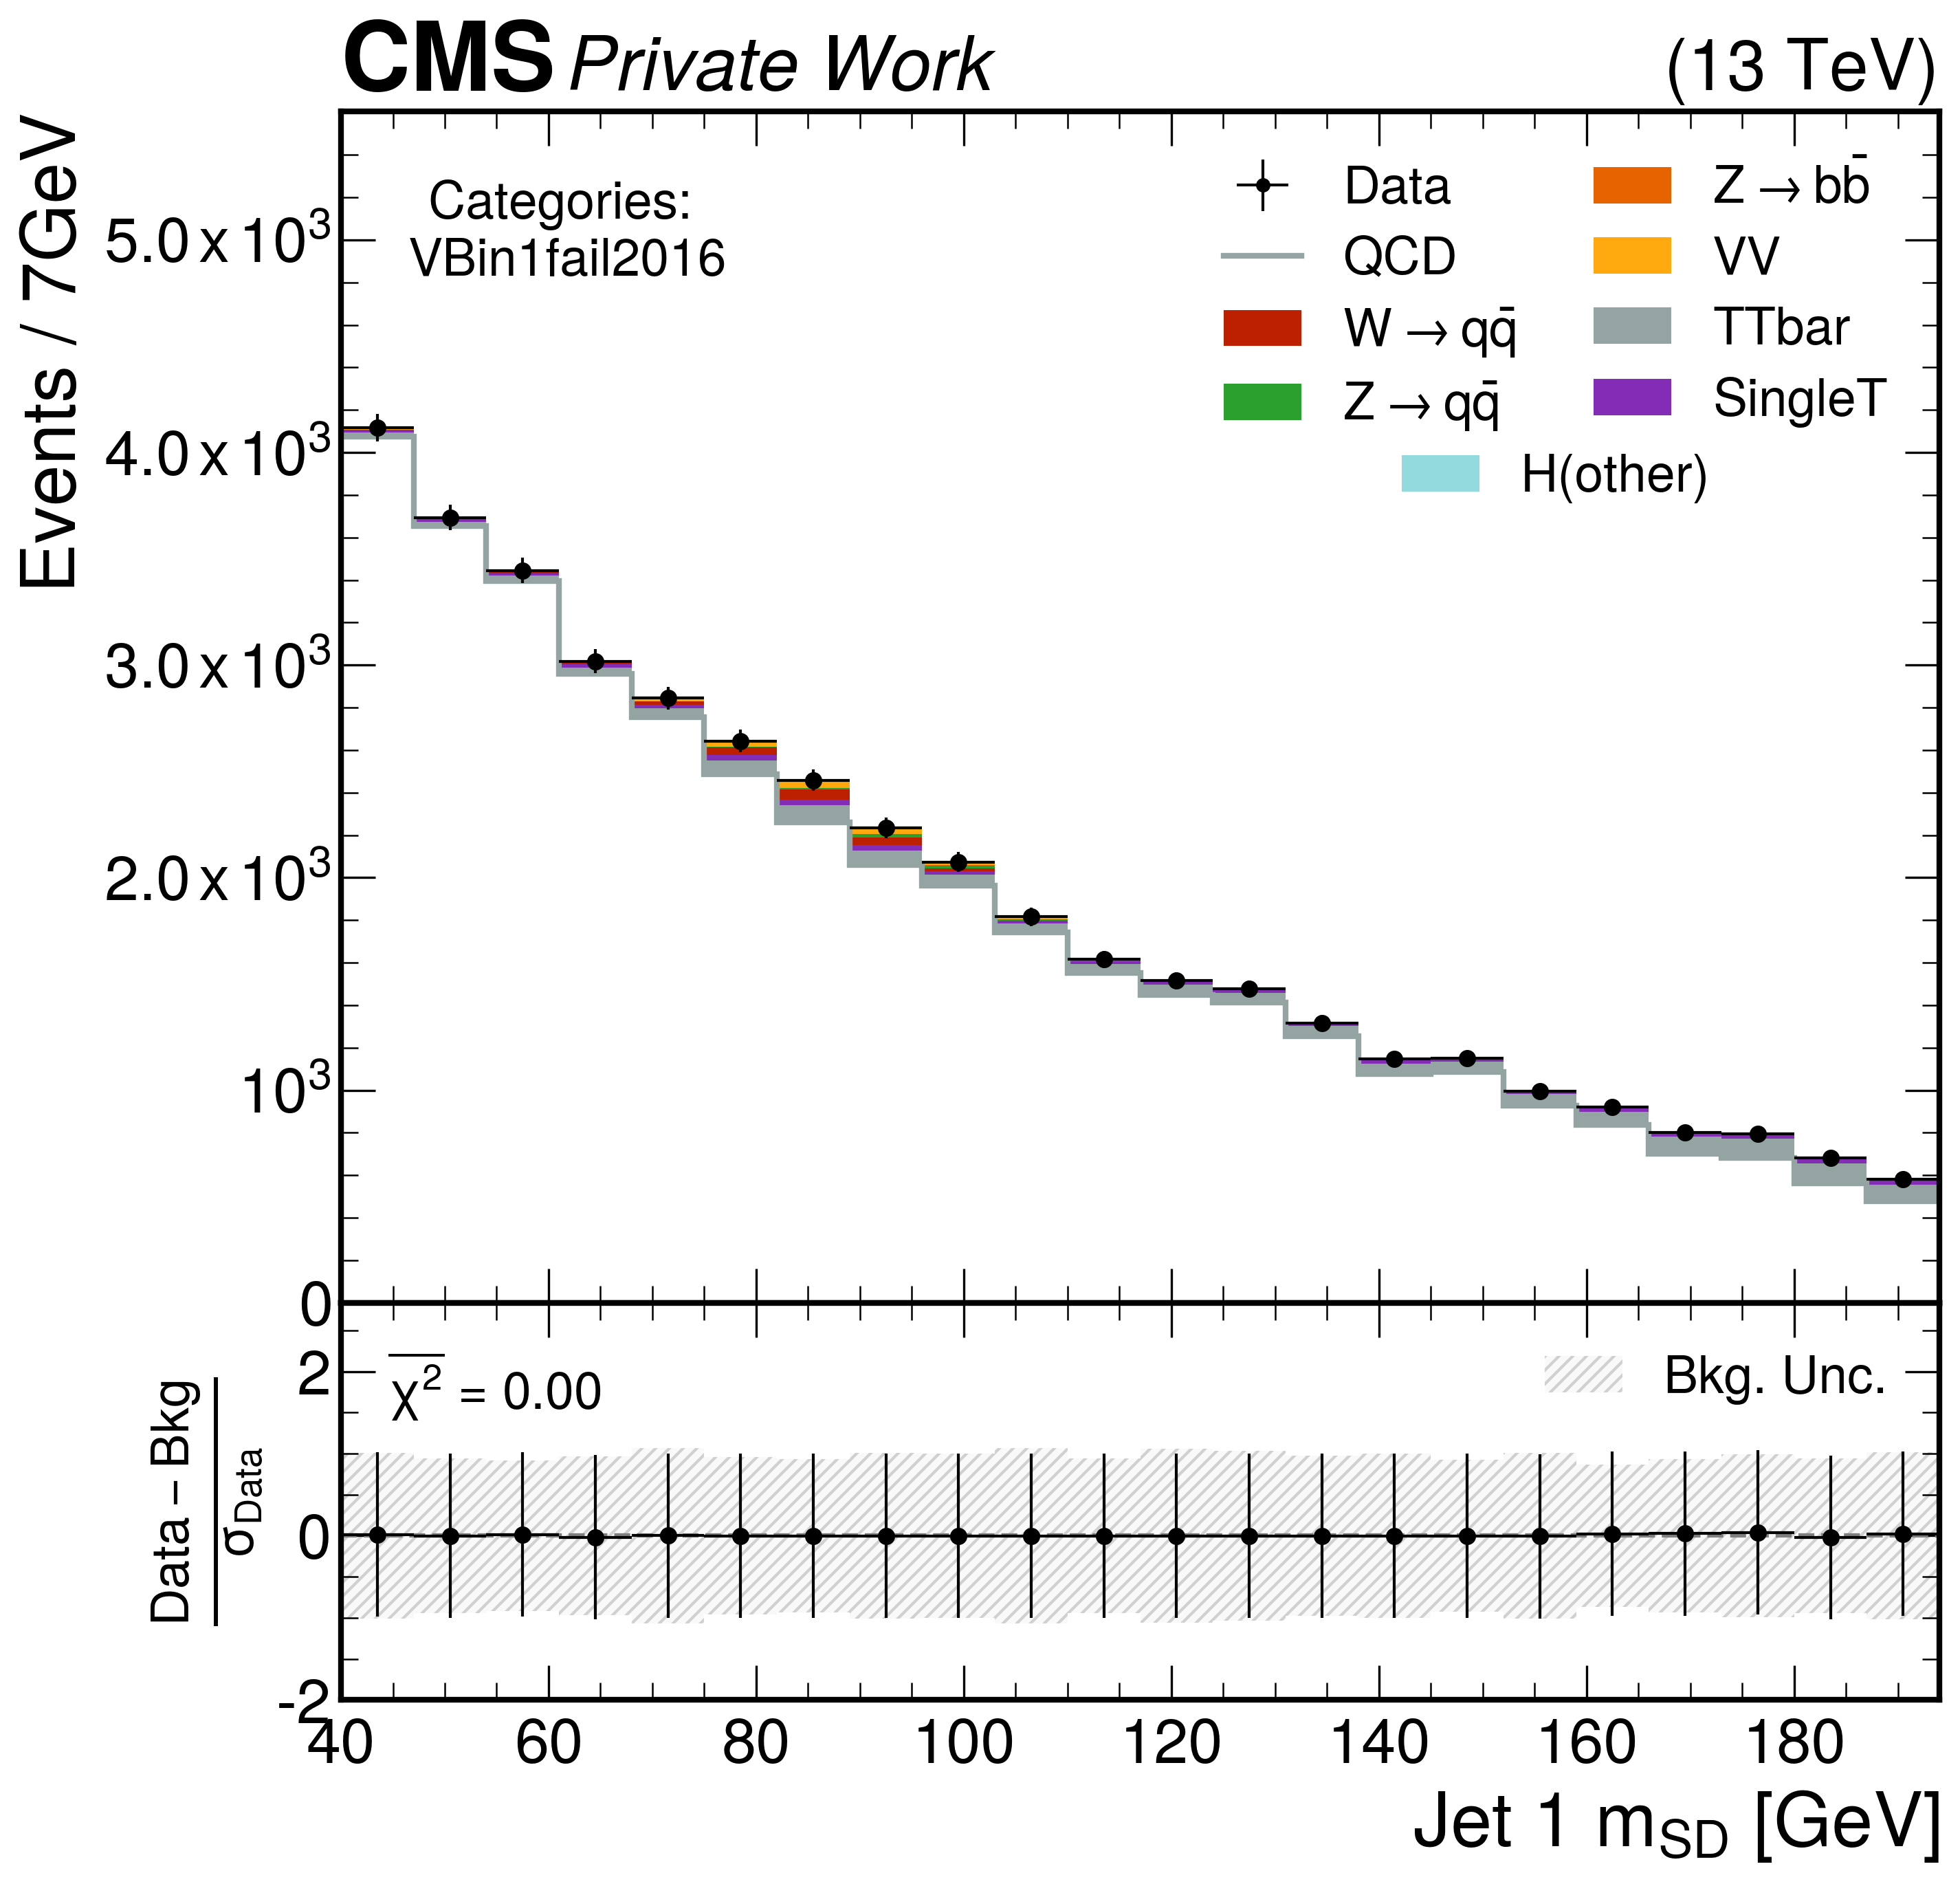 CMS Private Work (13 TeV)
Events / 7GeV
Categories:
VBin1fail2016
Data
QCD
W → qq̄
Z → qq̄
Z → bb̄
VV
TTbar
SingleT
H(other)
5.0 x 10³
4.0 x 10³
3.0 x 10³
2.0 x 10³
10³
0
Data − Bkg
σ_Data
2
0
-2
χ² = 0.00
Bkg. Unc.
40 60 80 100 120 140 160 180
Jet 1 m_SD [GeV]